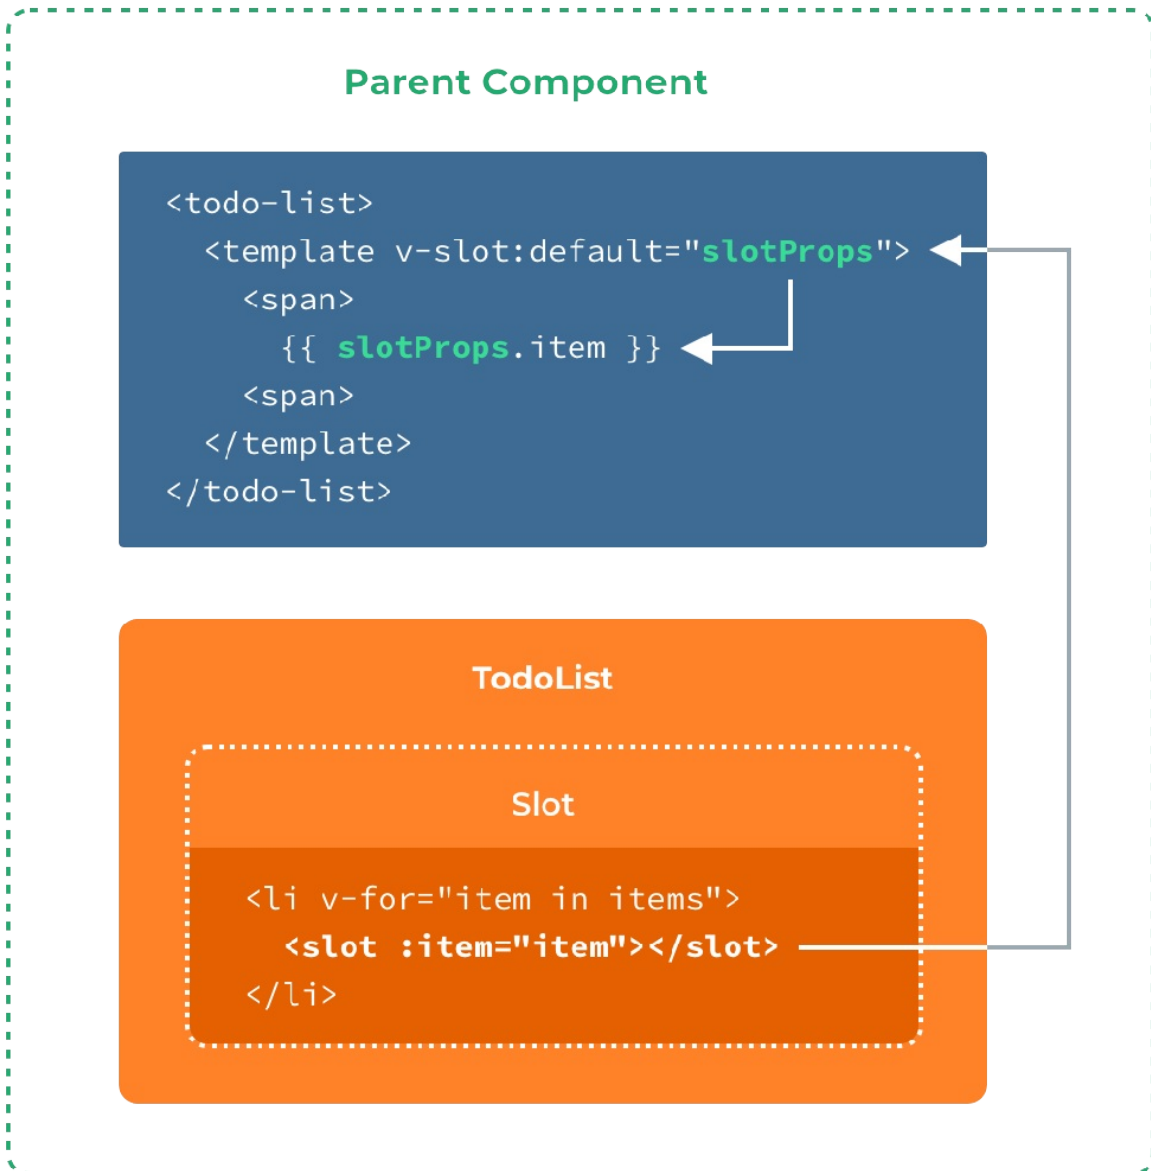 Parent Component
<todo-list>
<template v-slot:default="slotProps">
<span>
{{ slotProps.item }}
<span>
</template>
</todo-list>
TodoList
Slot
<li v-for="item in items">
<slot :item="item"></slot>
</li>